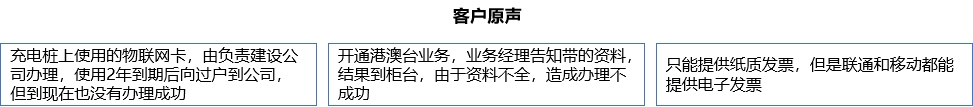 客户原声
充电桩上使用的物联网卡，由负责建设公
司办理，使用2年到期后向过户到公司，
但到现在也没有办理成功
开通港澳台业务，业务经理告知带的资料，
结果到柜台，由于资料不全，造成办理不
成功
只能提供纸质发票，但是联通和移动都能
提供电子发票